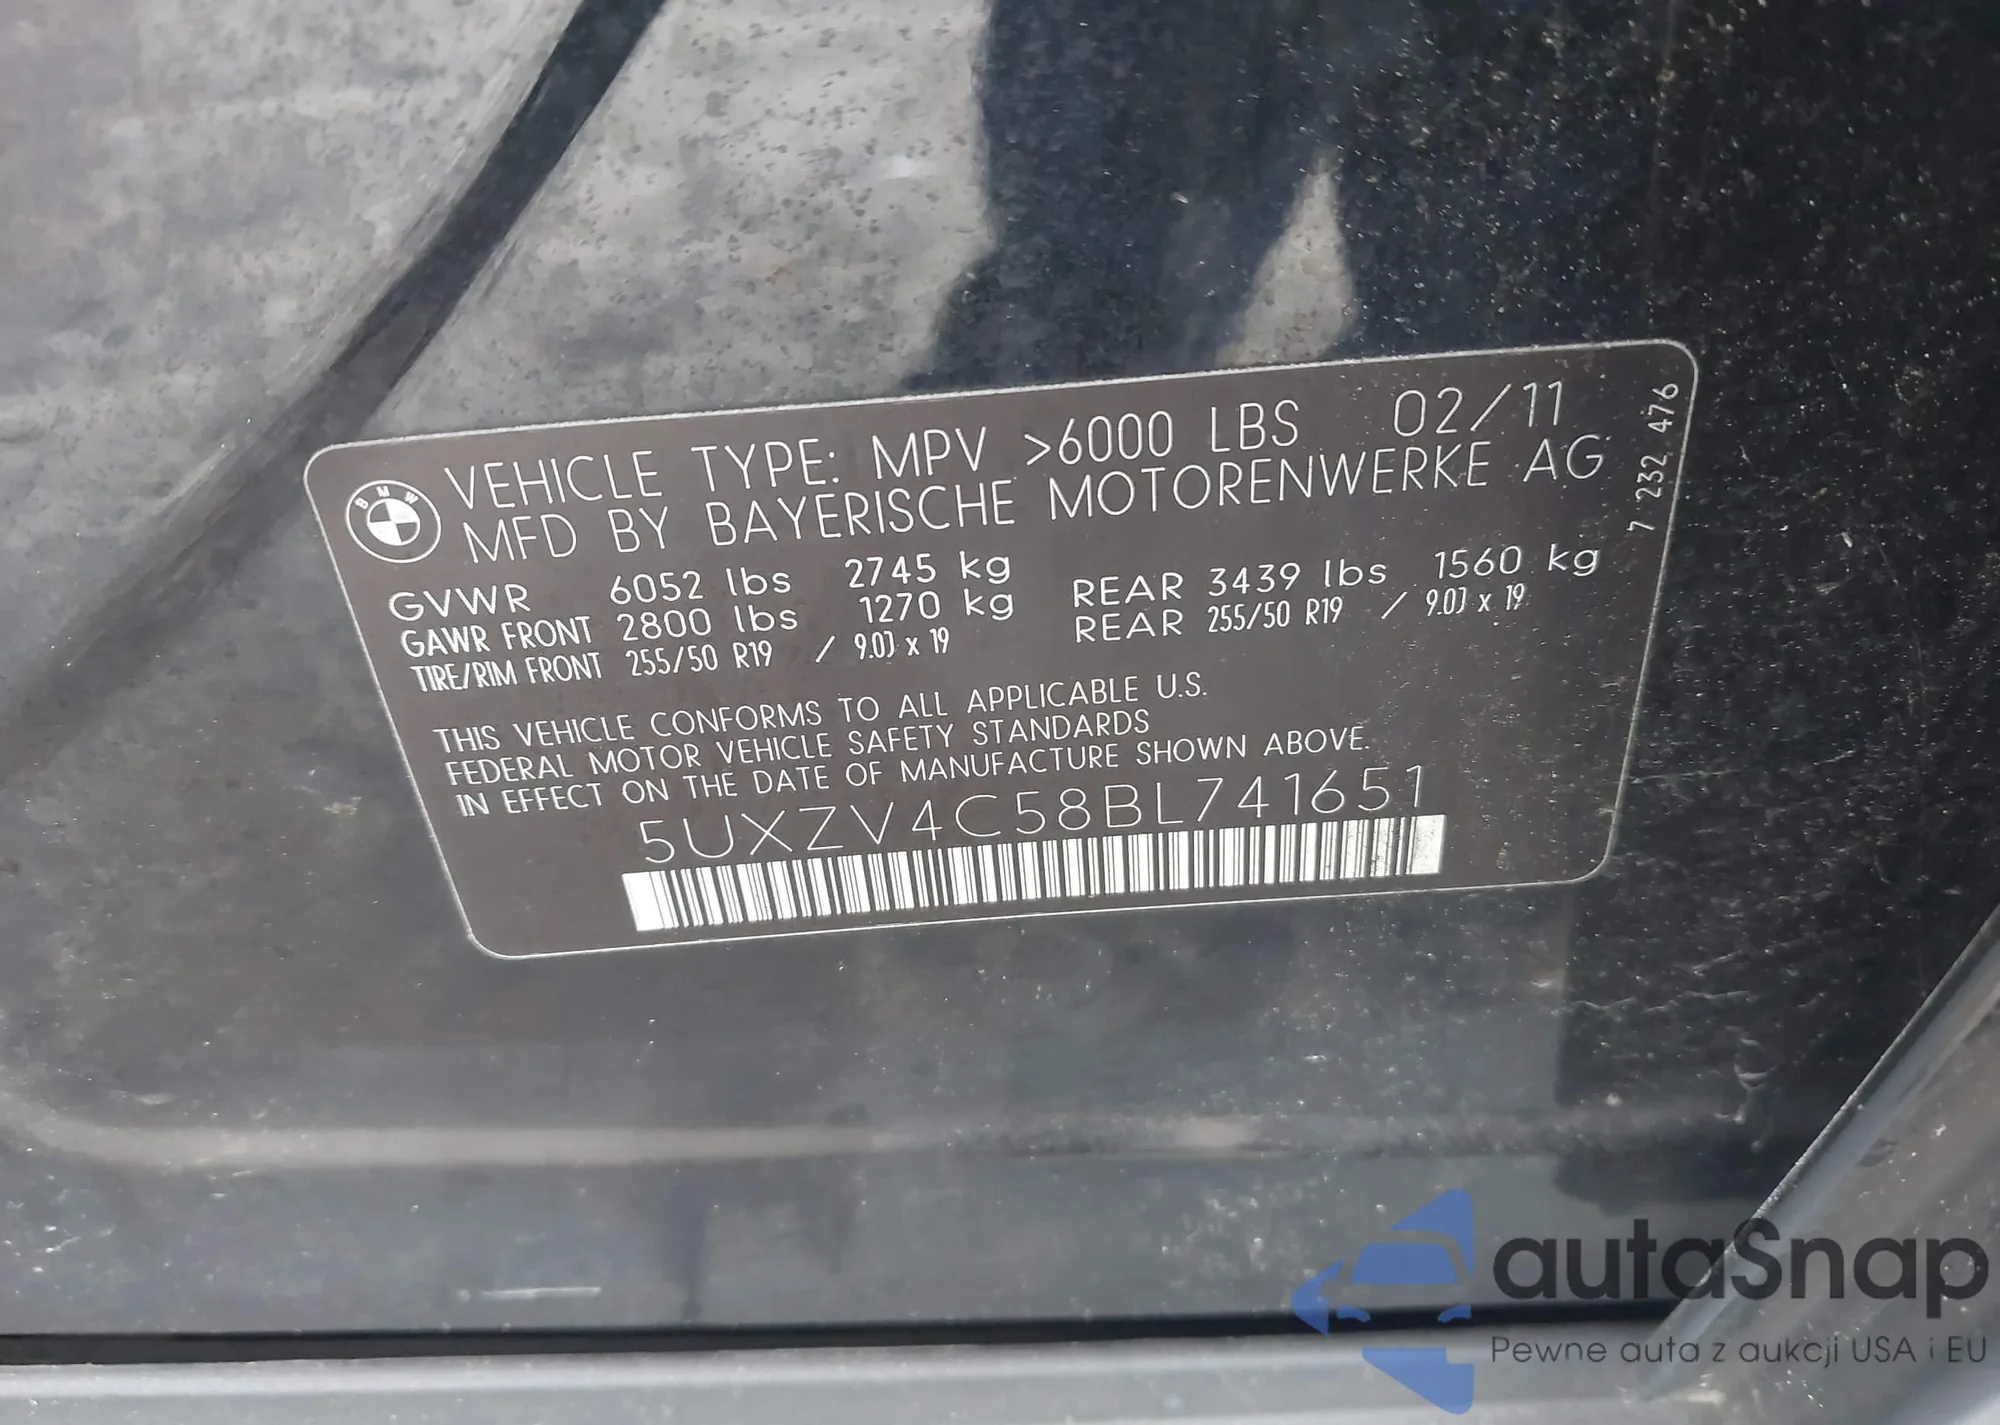 BMW
VEHICLE TYPE: MPV >6000 LBS 02/11
MFD BY BAYERISCHE MOTORENWERKE AG
7 232 476
GVWR 6052 lbs 2745 kg
GAWR FRONT 2800 lbs 1270 kg REAR 3439 lbs 1560 kg
TIRE/RIM FRONT 255/50 R19 / 9.0J x 19 REAR 255/50 R19 / 9.0J x 19
THIS VEHICLE CONFORMS TO ALL APPLICABLE U.S.
FEDERAL MOTOR VEHICLE SAFETY STANDARDS
IN EFFECT ON THE DATE OF MANUFACTURE SHOWN ABOVE.
5UXZV4C58BL741651
autaSnap
Pewne auta z aukcji USA i EU